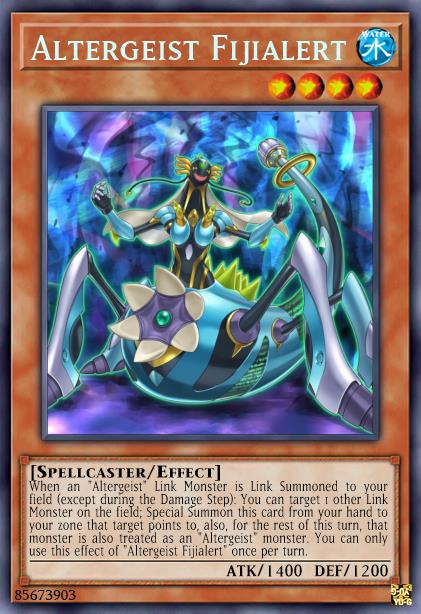 ALTERGEIST FIJIALERT
WATER
水
[SPELLCASTER/EFFECT]
When an "Altergeist" Link Monster is Link Summoned to your
field (except during the Damage Step): You can target 1 other Link
Monster on the field; Special Summon this card from your hand to
your zone that target points to, also, for the rest of this turn, that
monster is also treated as an "Altergeist" monster. You can only
use this effect of "Altergeist Fijialert" once per turn.
ATK/1400 DEF/1200
85673903